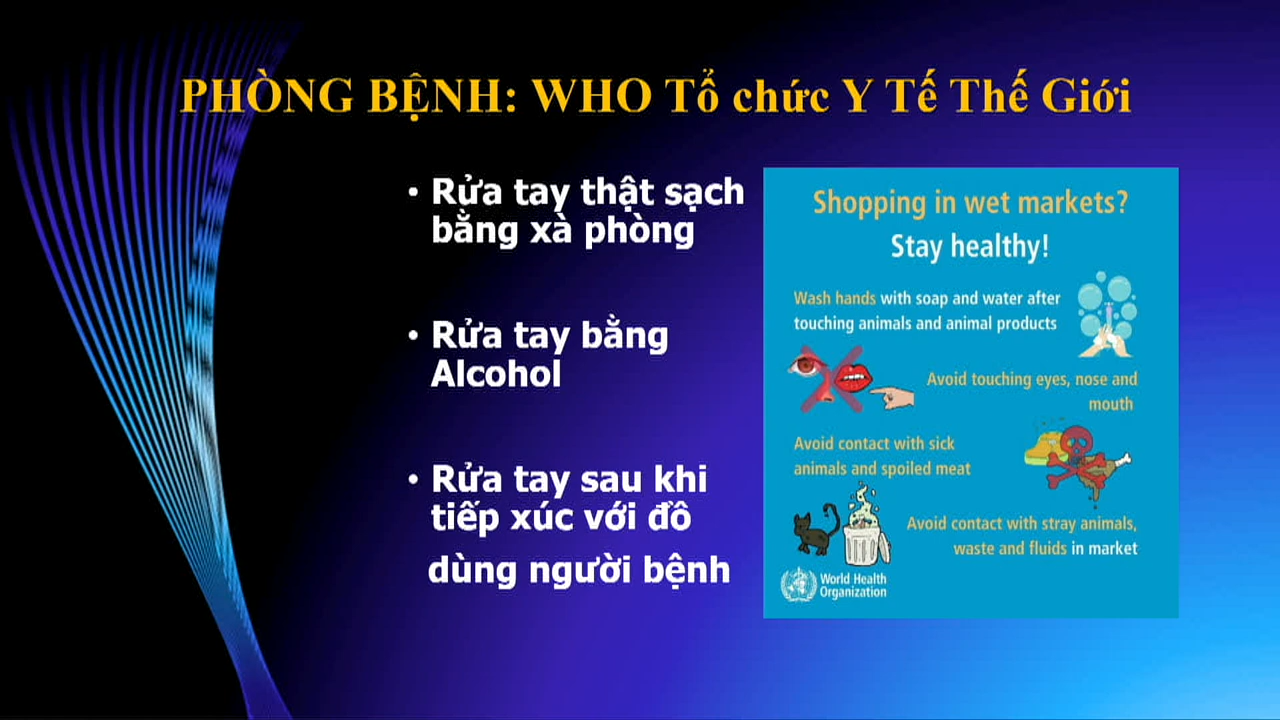 PHÒNG BỆNH: WHO Tổ chức Y Tế Thế Giới
• Rửa tay thật sạch
bằng xà phòng
• Rửa tay bằng
Alcohol
• Rửa tay sau khi
tiếp xúc với đồ
dùng người bệnh
Shopping in wet markets?
Stay healthy!
Wash hands with soap and water after
touching animals and animal products
Avoid touching eyes, nose and
mouth
Avoid contact with sick
animals and spoiled meat
Avoid contact with stray animals,
waste and fluids in market
World Health
Organization